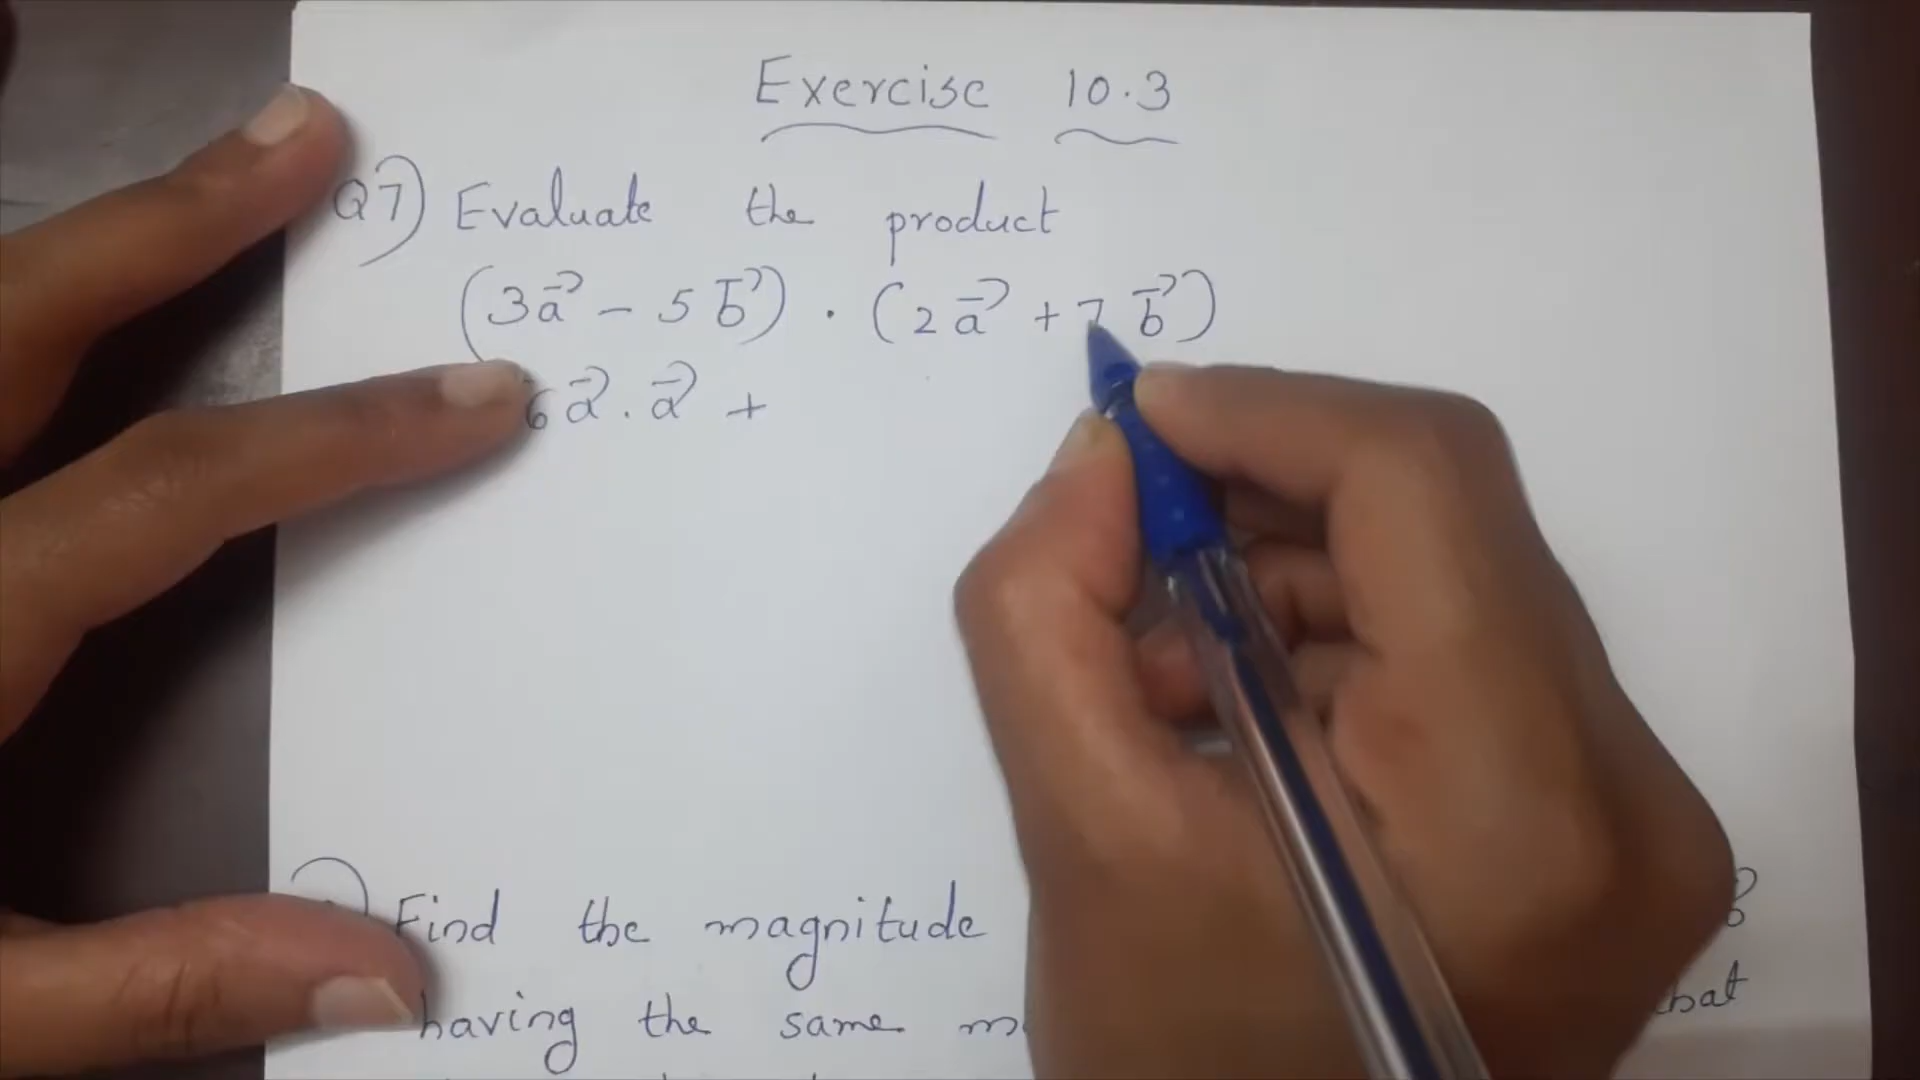 Exercise 10.3
Q7) Evaluate the product
(3a⃗ - 5b⃗) · (2a⃗ + 7b⃗)
6a⃗ . a⃗ +
Find the magnitude
having the same